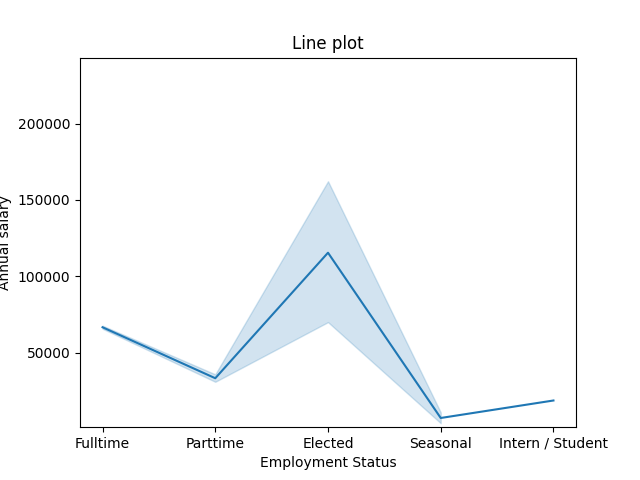 Line plot
200000
150000
100000
50000
Annual salary
Fulltime Parttime Elected Seasonal Intern / Student
Employment Status